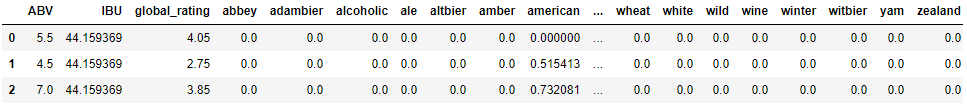 ABV IBU global_rating abbey adambier alcoholic ale altbier amber american ... wheat white wild wine winter witbier yam zealand
0 5.5 44.159369 4.05 0.0 0.0 0.0 0.0 0.0 0.0 0.000000 ... 0.0 0.0 0.0 0.0 0.0 0.0 0.0 0.0
1 4.5 44.159369 2.75 0.0 0.0 0.0 0.0 0.0 0.0 0.515413 ... 0.0 0.0 0.0 0.0 0.0 0.0 0.0 0.0
2 7.0 44.159369 3.85 0.0 0.0 0.0 0.0 0.0 0.0 0.732081 ... 0.0 0.0 0.0 0.0 0.0 0.0 0.0 0.0